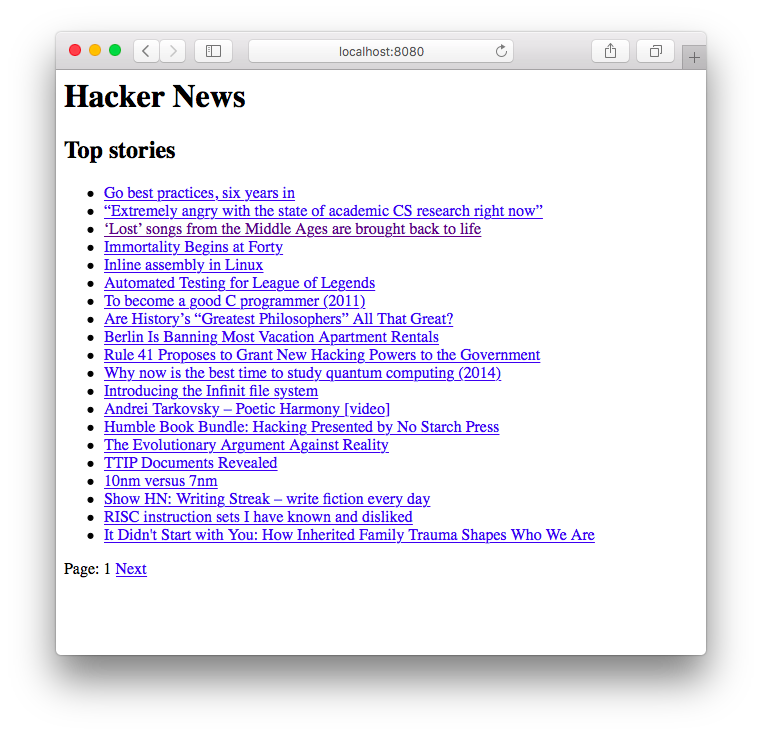 localhost:8080
Hacker News
Top stories
Go best practices, six years in
“Extremely angry with the state of academic CS research right now”
‘Lost’ songs from the Middle Ages are brought back to life
Immortality Begins at Forty
Inline assembly in Linux
Automated Testing for League of Legends
To become a good C programmer (2011)
Are History’s “Greatest Philosophers” All That Great?
Berlin Is Banning Most Vacation Apartment Rentals
Rule 41 Proposes to Grant New Hacking Powers to the Government
Why now is the best time to study quantum computing (2014)
Introducing the Infinit file system
Andrei Tarkovsky – Poetic Harmony [video]
Humble Book Bundle: Hacking Presented by No Starch Press
The Evolutionary Argument Against Reality
TTIP Documents Revealed
10nm versus 7nm
Show HN: Writing Streak – write fiction every day
RISC instruction sets I have known and disliked
It Didn't Start with You: How Inherited Family Trauma Shapes Who We Are
Page: 1 Next